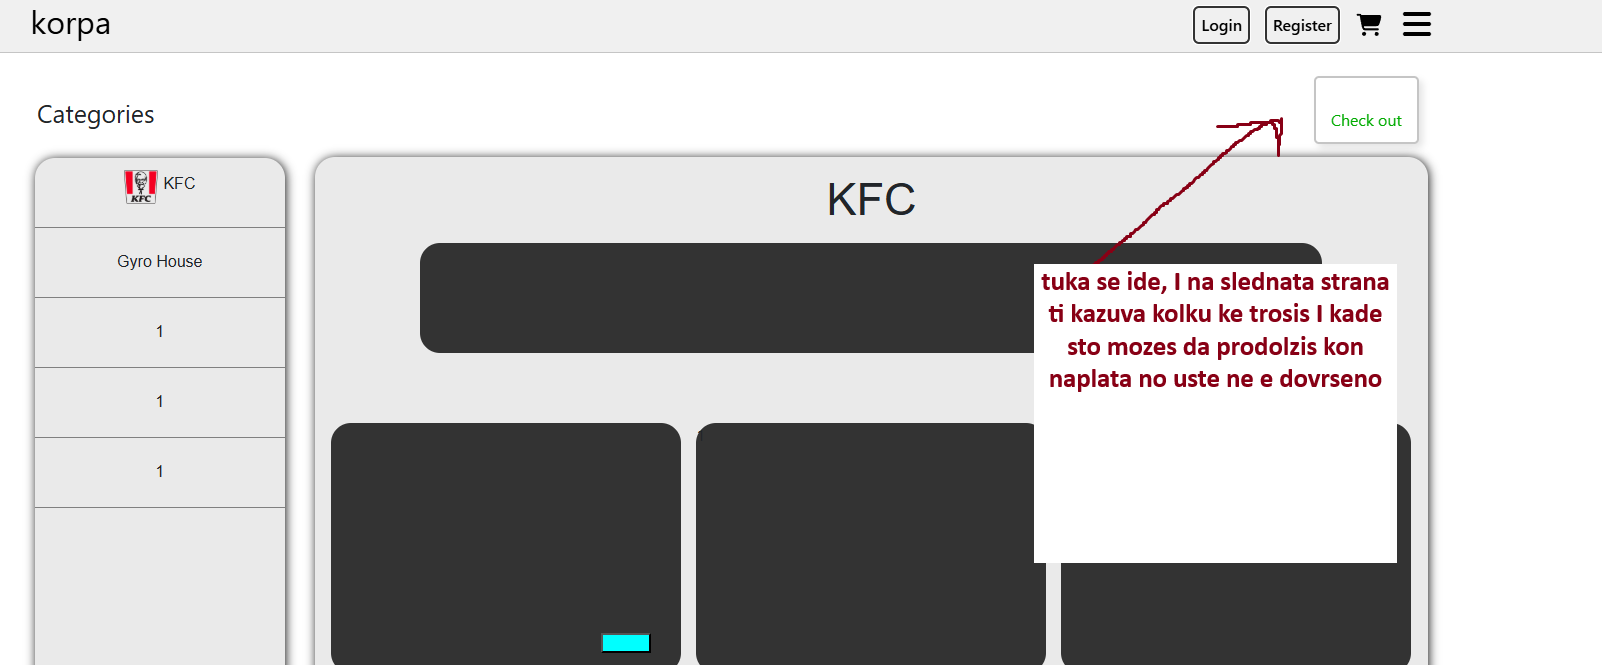 korpa
Login
Register
Categories
Check out
KFC
KFC
Gyro House
1
1
1
KFC
tuka se ide, I na slednata strana
ti kazuva kolku ke trosis I kade
sto mozes da prodolzis kon
naplata no uste ne e dovrseno